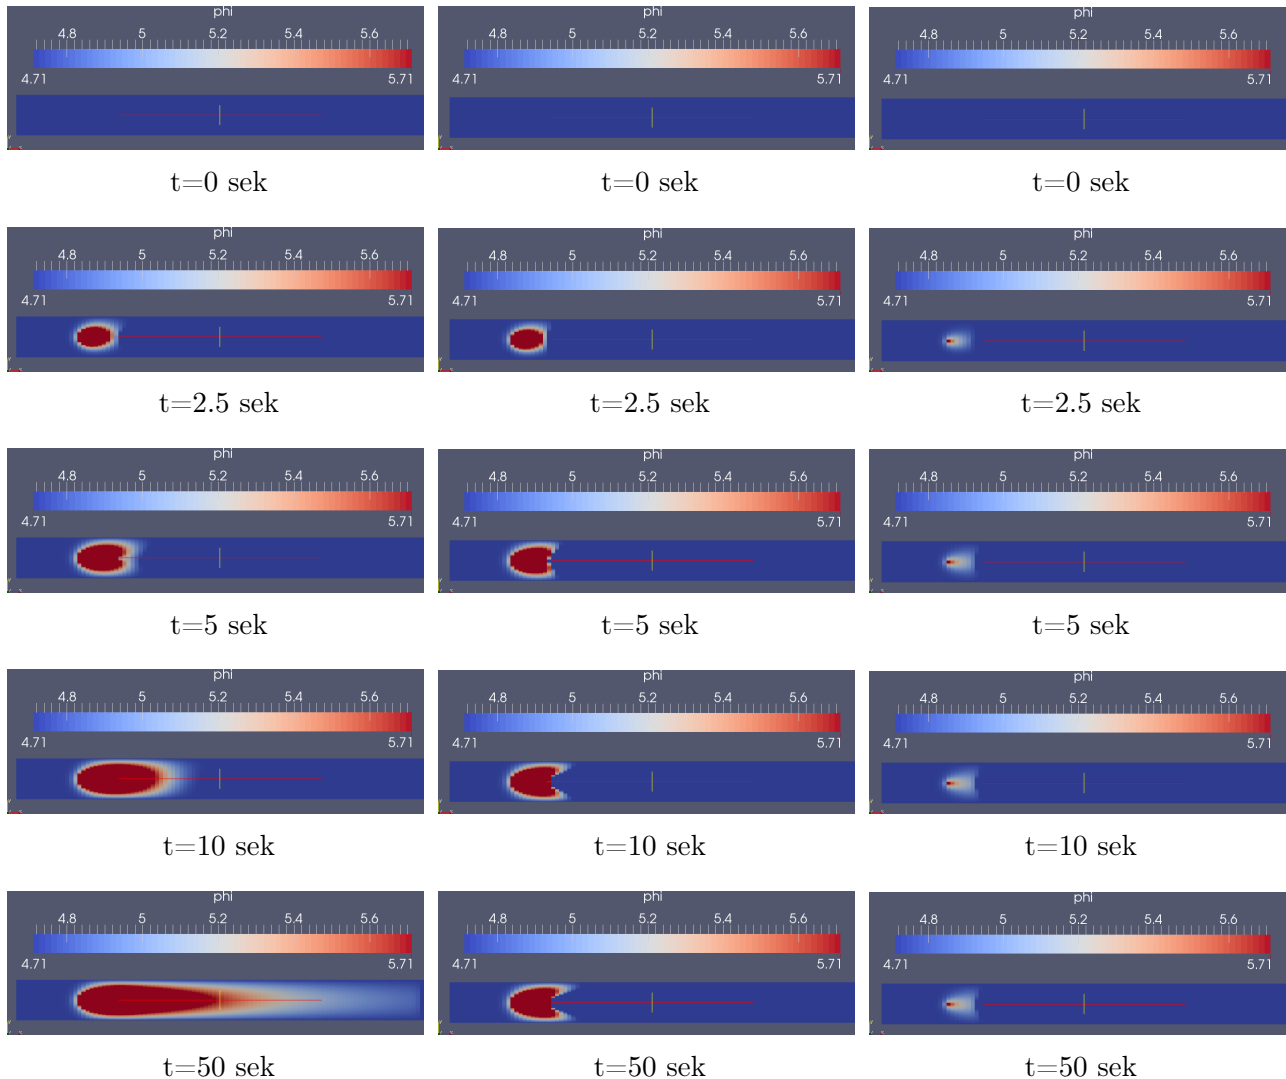 phi phi phi
4.8 5 5.2 5.4 5.6 4.8 5 5.2 5.4 5.6 4.8 5 5.2 5.4 5.6
4.71 5.71 4.71 5.71 4.71 5.71
t=0 sek t=0 sek t=0 sek
phi phi phi
4.8 5 5.2 5.4 5.6 4.8 5 5.2 5.4 5.6 4.8 5 5.2 5.4 5.6
4.71 5.71 4.71 5.71 4.71 5.71
t=2.5 sek t=2.5 sek t=2.5 sek
phi phi phi
4.8 5 5.2 5.4 5.6 4.8 5 5.2 5.4 5.6 4.8 5 5.2 5.4 5.6
4.71 5.71 4.71 5.71 4.71 5.71
t=5 sek t=5 sek t=5 sek
phi phi phi
4.8 5 5.2 5.4 5.6 4.8 5 5.2 5.4 5.6 4.8 5 5.2 5.4 5.6
4.71 5.71 4.71 5.71 4.71 5.71
t=10 sek t=10 sek t=10 sek
phi phi phi
4.8 5 5.2 5.4 5.6 4.8 5 5.2 5.4 5.6 4.8 5 5.2 5.4 5.6
4.71 5.71 4.71 5.71 4.71 5.71
t=50 sek t=50 sek t=50 sek